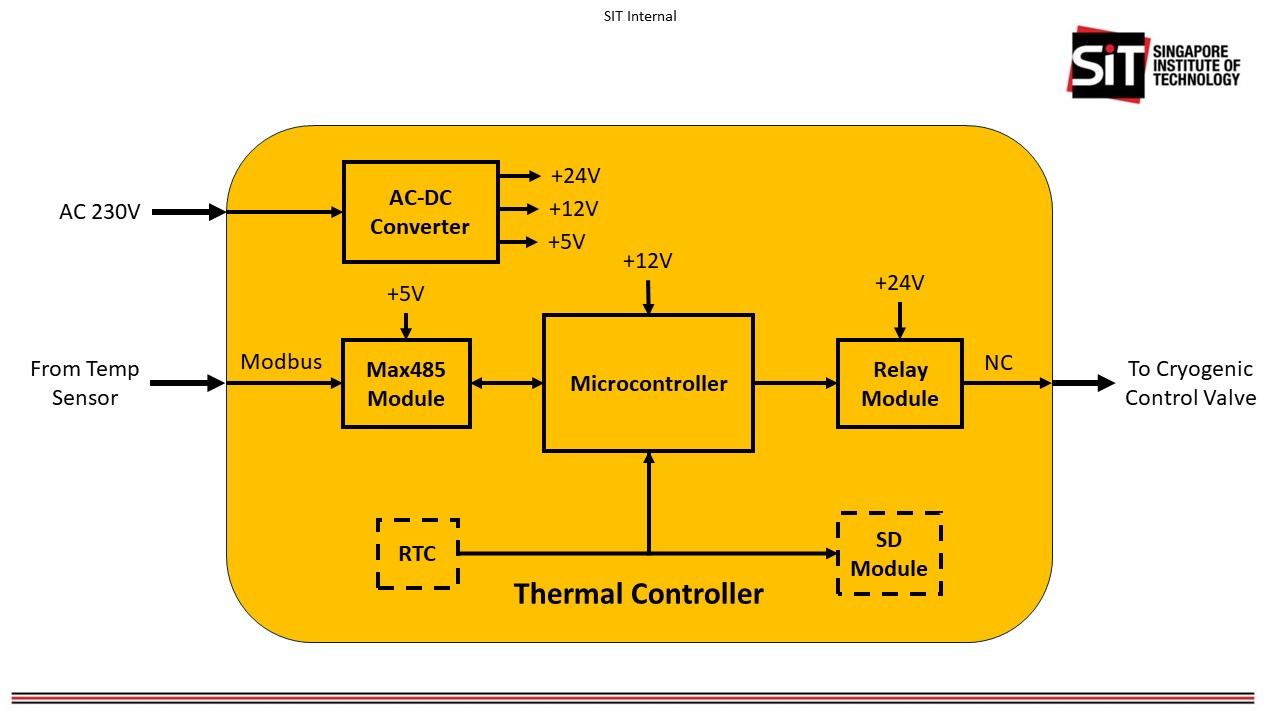 SIT Internal
SiT
SINGAPORE
INSTITUTE OF
TECHNOLOGY
AC 230V
AC-DC
Converter
+24V
+12V
+5V
+5V
+12V
+24V
From Temp
Sensor
Modbus
Max485
Module
Microcontroller
Relay
Module
NC
To Cryogenic
Control Valve
RTC
SD
Module
Thermal Controller